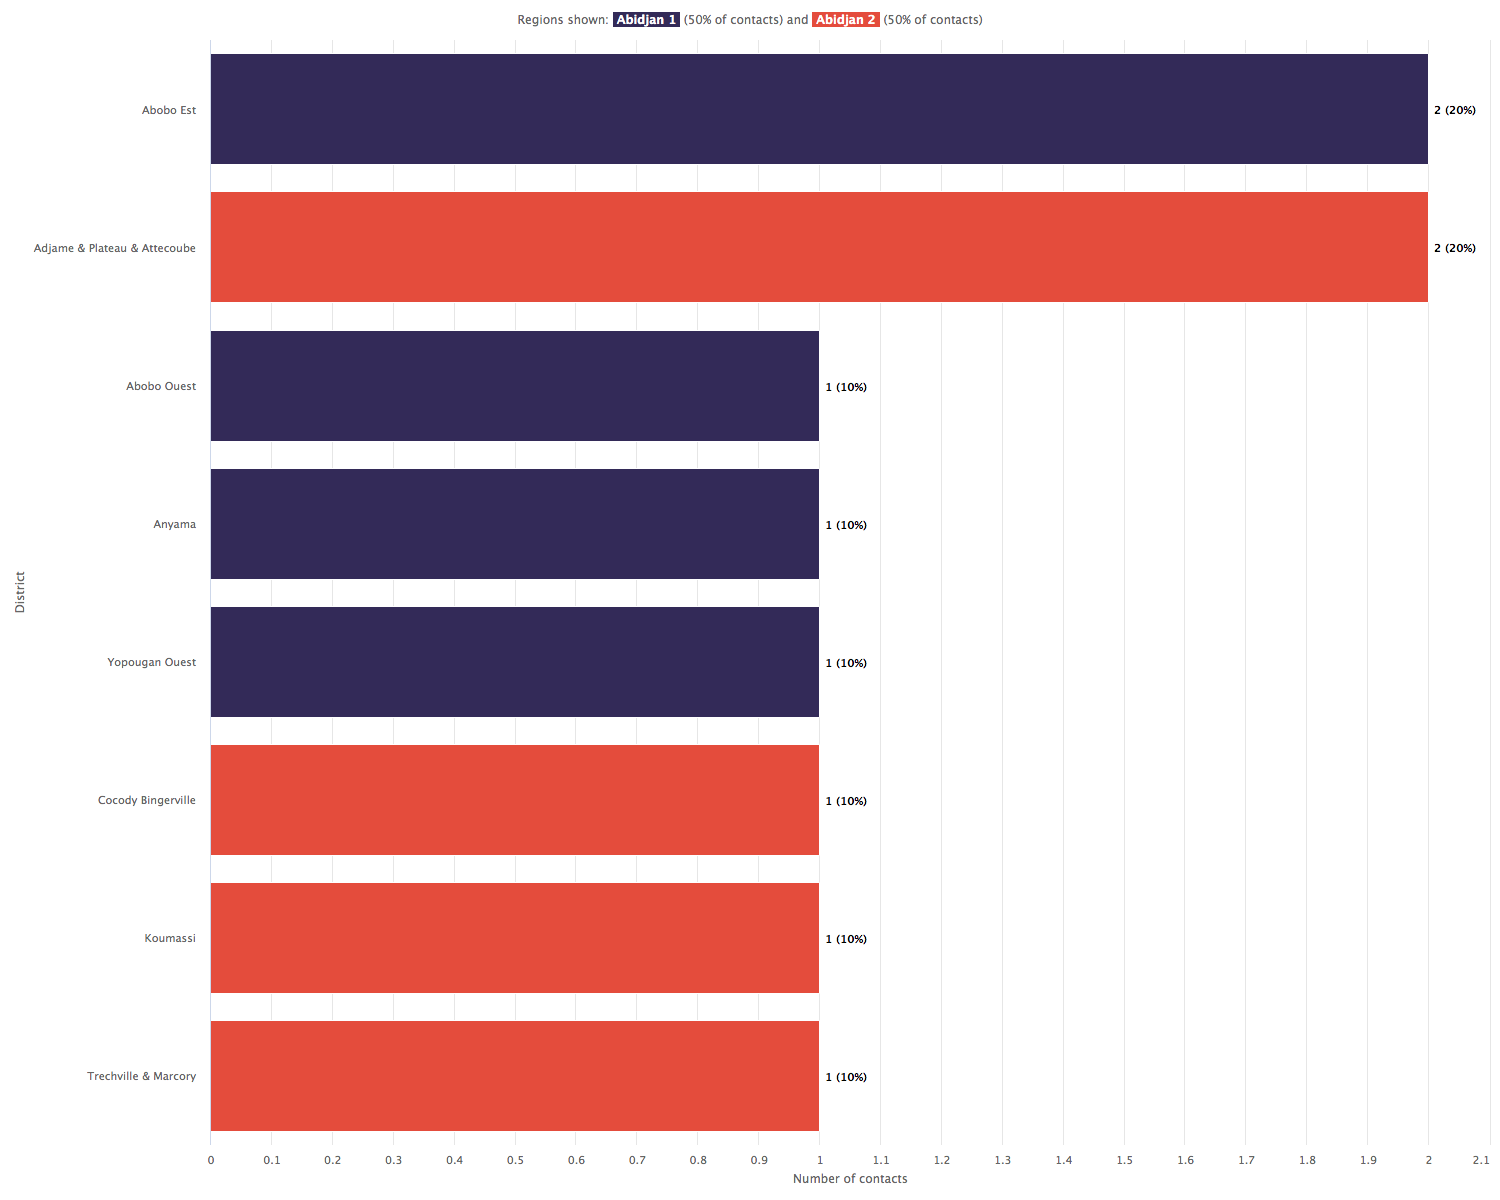 Regions shown: Abidjan 1 (50% of contacts) and Abidjan 2 (50% of contacts)
Abobo Est
2 (20%)
Adjame & Plateau & Attecoube
2 (20%)
Abobo Ouest
1 (10%)
Anyama
1 (10%)
District
Yopougan Ouest
1 (10%)
Cocody Bingerville
1 (10%)
Koumassi
1 (10%)
Trechville & Marcory
1 (10%)
0 0.1 0.2 0.3 0.4 0.5 0.6 0.7 0.8 0.9 1 1.1 1.2 1.3 1.4 1.5 1.6 1.7 1.8 1.9 2 2.1
Number of contacts